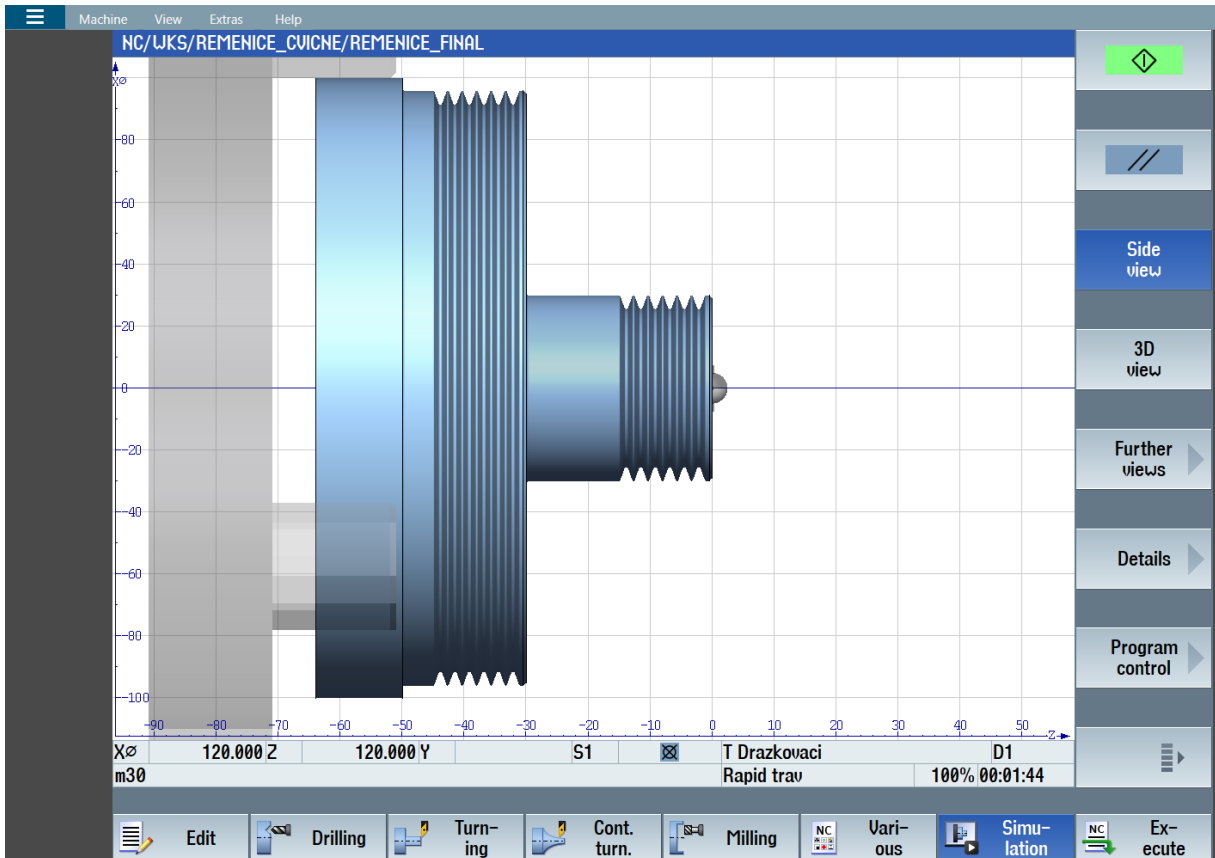 Machine View Extras Help
NC/WKS/REMENICE_CVICNE/REMENICE_FINAL
XØ
-80
-60
-40
-20
0
--20
--40
--60
--80
--100
-90 -80 -70 -60 -50 -40 -30 -20 -10 0 10 20 30 40 50
Z
XØ 120.000 Z 120.000 Y S1 T Drazkovaci D1
m30 Rapid trav 100% 00:01:44
Side
view
3D
view
Further
views
Details
Program
control
Edit
Drilling
Turn-
ing
Cont.
turn.
Milling
NC
Vari-
ous
Simu-
lation
NC
Ex-
ecute